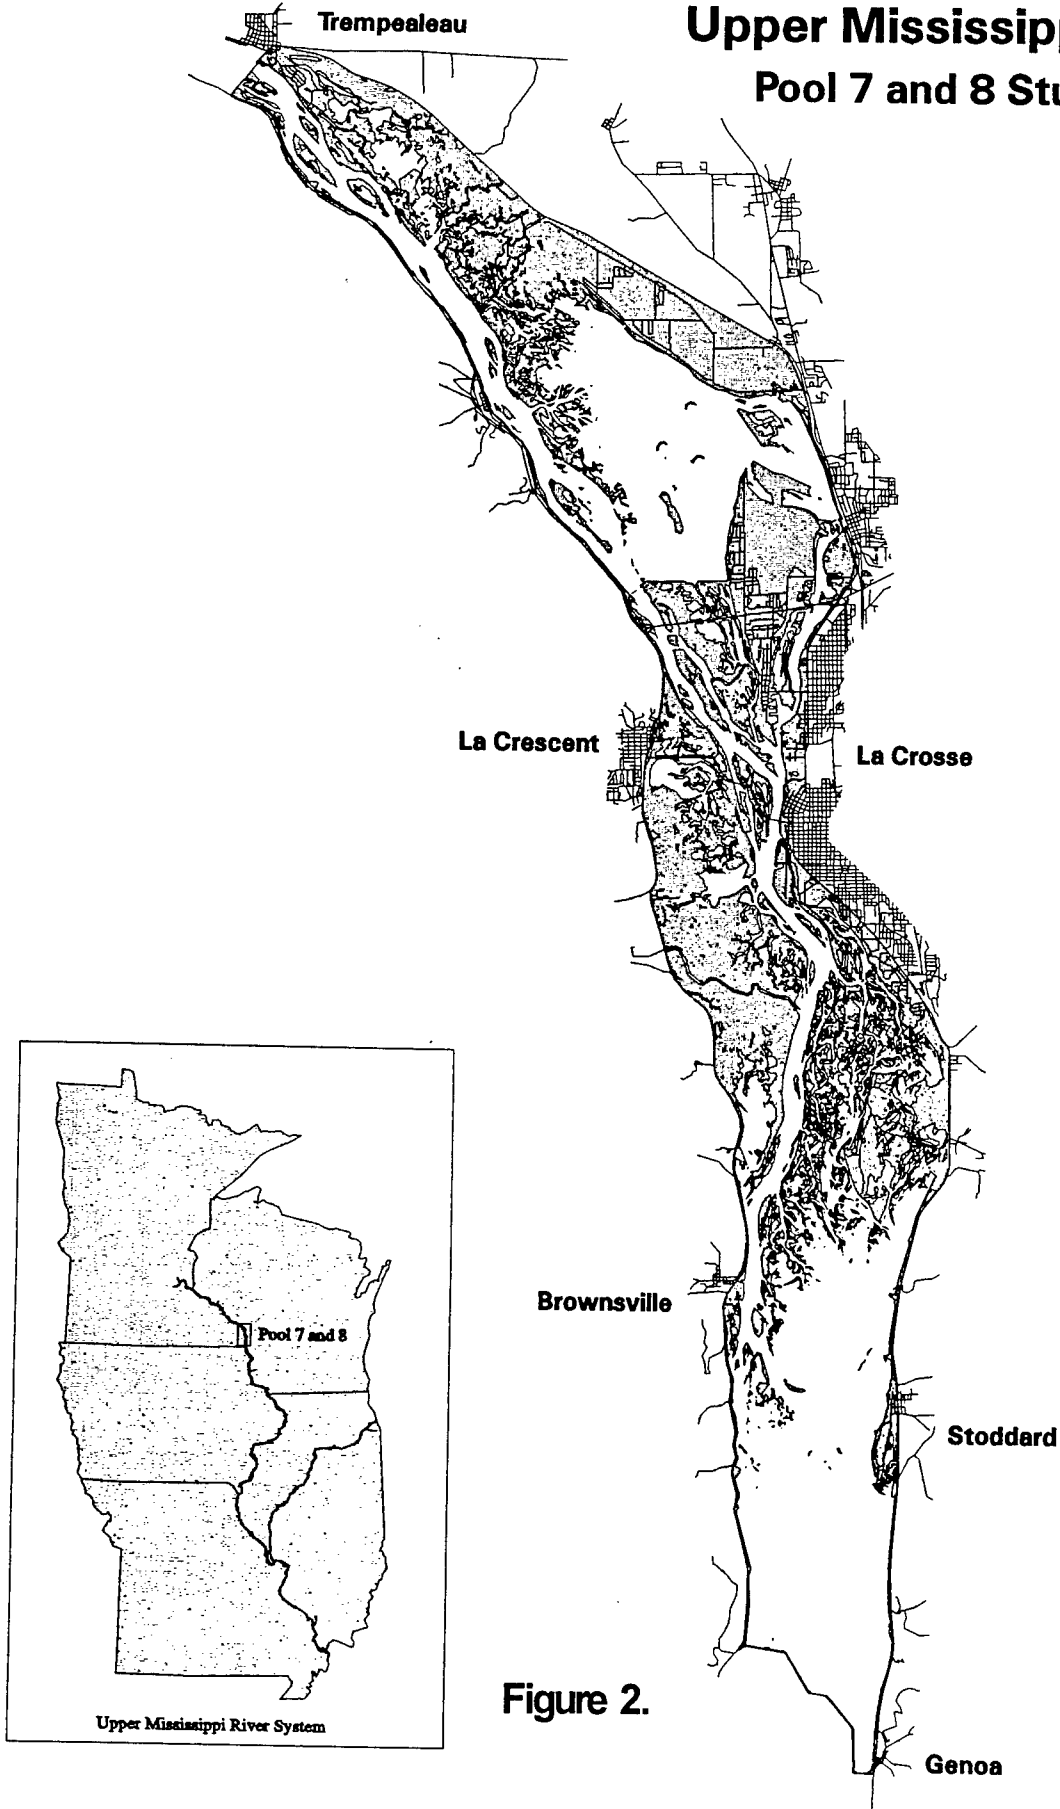 Trempealeau
Upper Mississip
Pool 7 and 8 Stu
La Crescent
La Crosse
Brownsville
Stoddard
Genoa
Pool 7 and 8
Upper Mississippi River System
Figure 2.